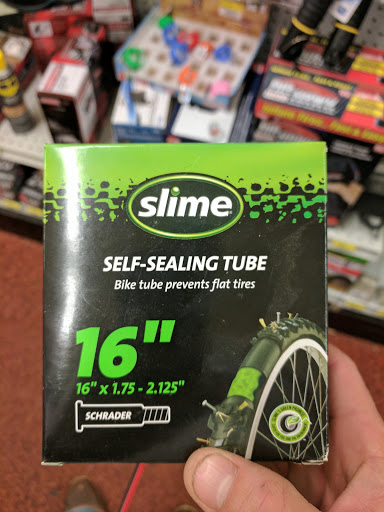 slime
SELF-SEALING TUBE
Bike tube prevents flat tires
16"
16" x 1.75 - 2.125"
SCHRADER